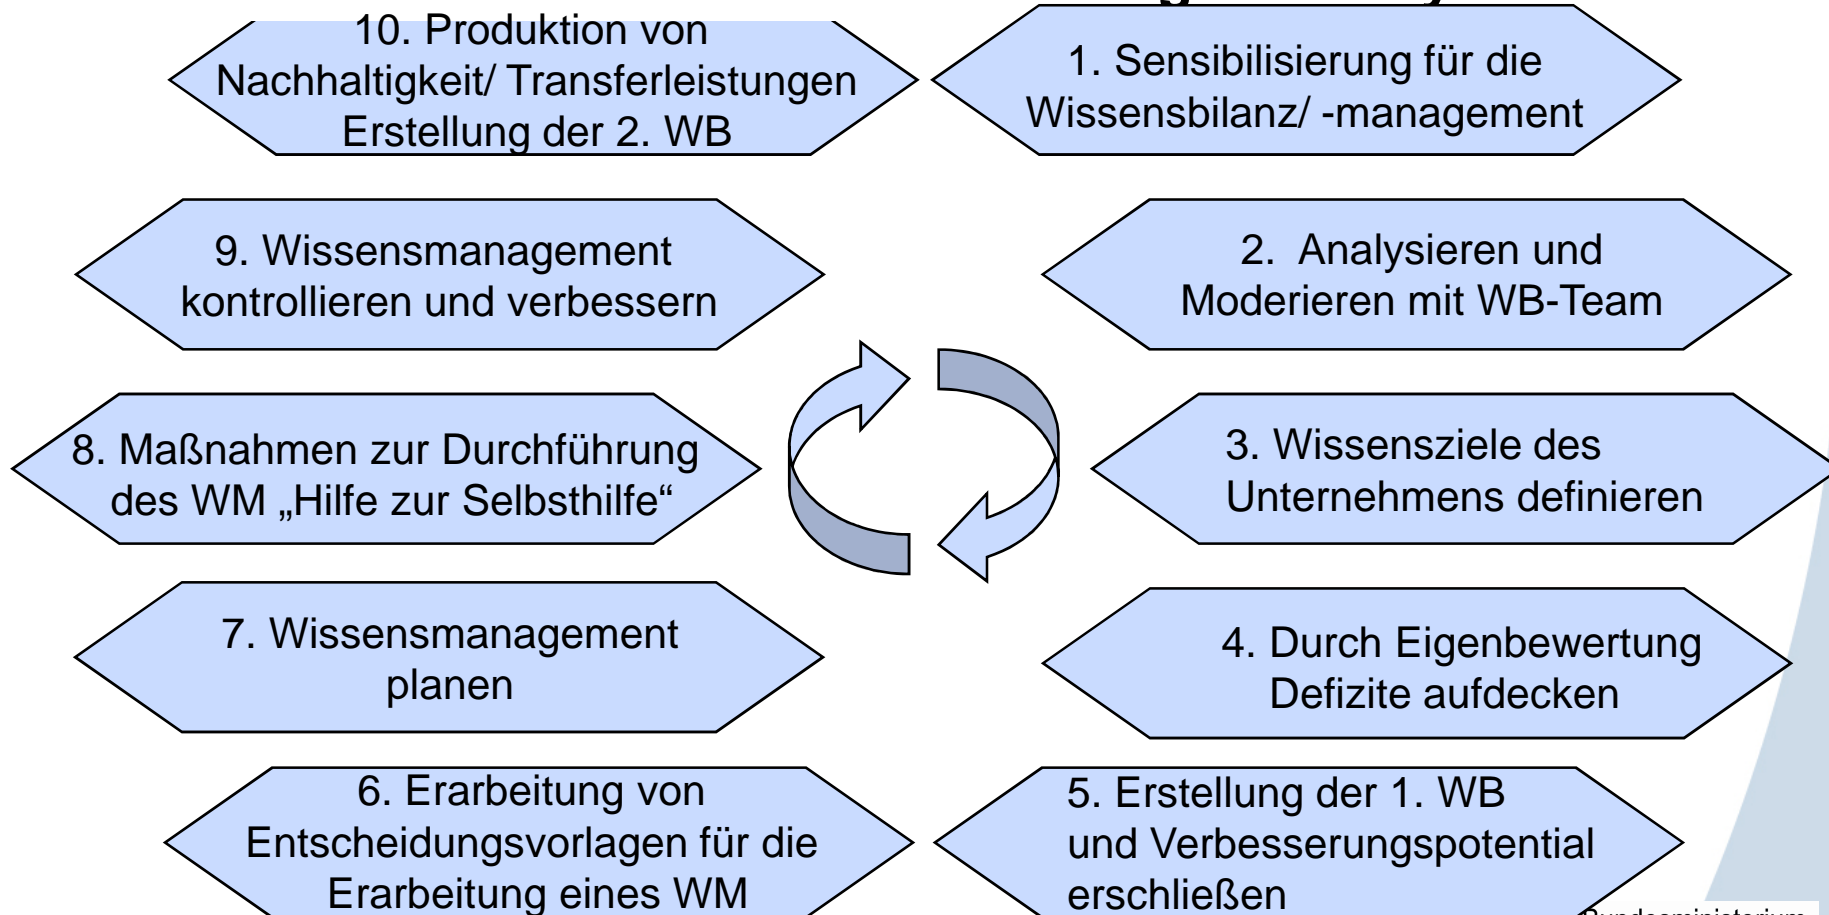 10. Produktion von
Nachhaltigkeit/ Transferleistungen
Erstellung der 2. WB
1. Sensibilisierung für die
Wissensbilanz/ -management
9. Wissensmanagement
kontrollieren und verbessern
2. Analysieren und
Moderieren mit WB-Team
8. Maßnahmen zur Durchführung
des WM „Hilfe zur Selbsthilfe“
3. Wissensziele des
Unternehmens definieren
7. Wissensmanagement
planen
4. Durch Eigenbewertung
Defizite aufdecken
6. Erarbeitung von
Entscheidungsvorlagen für die
Erarbeitung eines WM
5. Erstellung der 1. WB
und Verbesserungspotential
erschließen